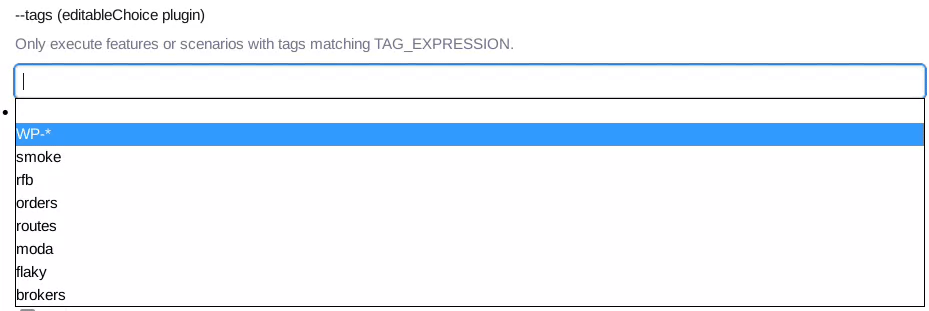 --tags (editableChoice plugin)
Only execute features or scenarios with tags matching TAG_EXPRESSION.
WP-*
smoke
rfb
orders
routes
moda
flaky
brokers